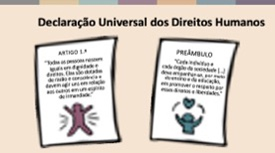 Declaração Universal dos Direitos Humanos
ARTIGO 1.º
"Todas as pessoas nascem
iguais em dignidade e
direitos. Elas são dotadas
de razão e consciência e
devem agir uns em relação
aos outros em um espírito
de irmandade."
PREÂMBULO
"Cada indivíduo e
cada órgão da sociedade [...]
deve empenhar-se, por meio
do ensino e da educação,
em promover o respeito por
esses direitos e liberdades."